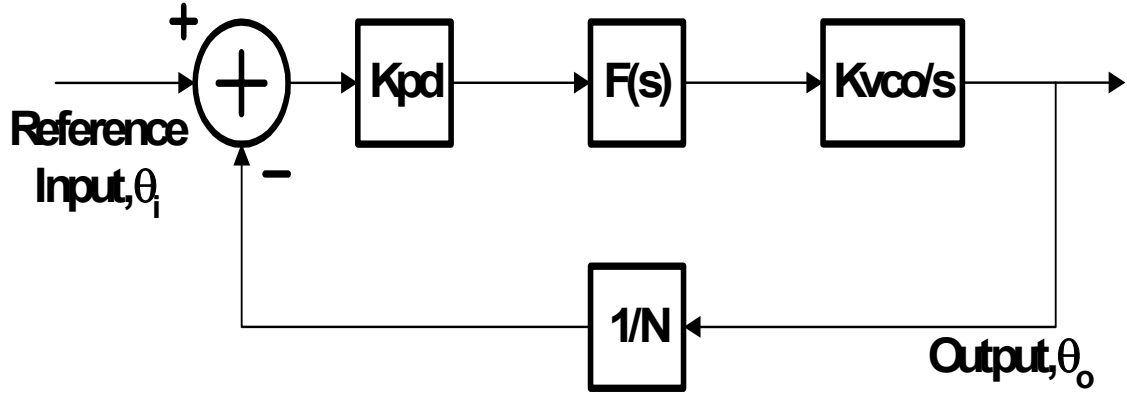 +
Kpd
F(s)
Kvco/s
+
Reference
Input,θi
−
1/N
Output,θo